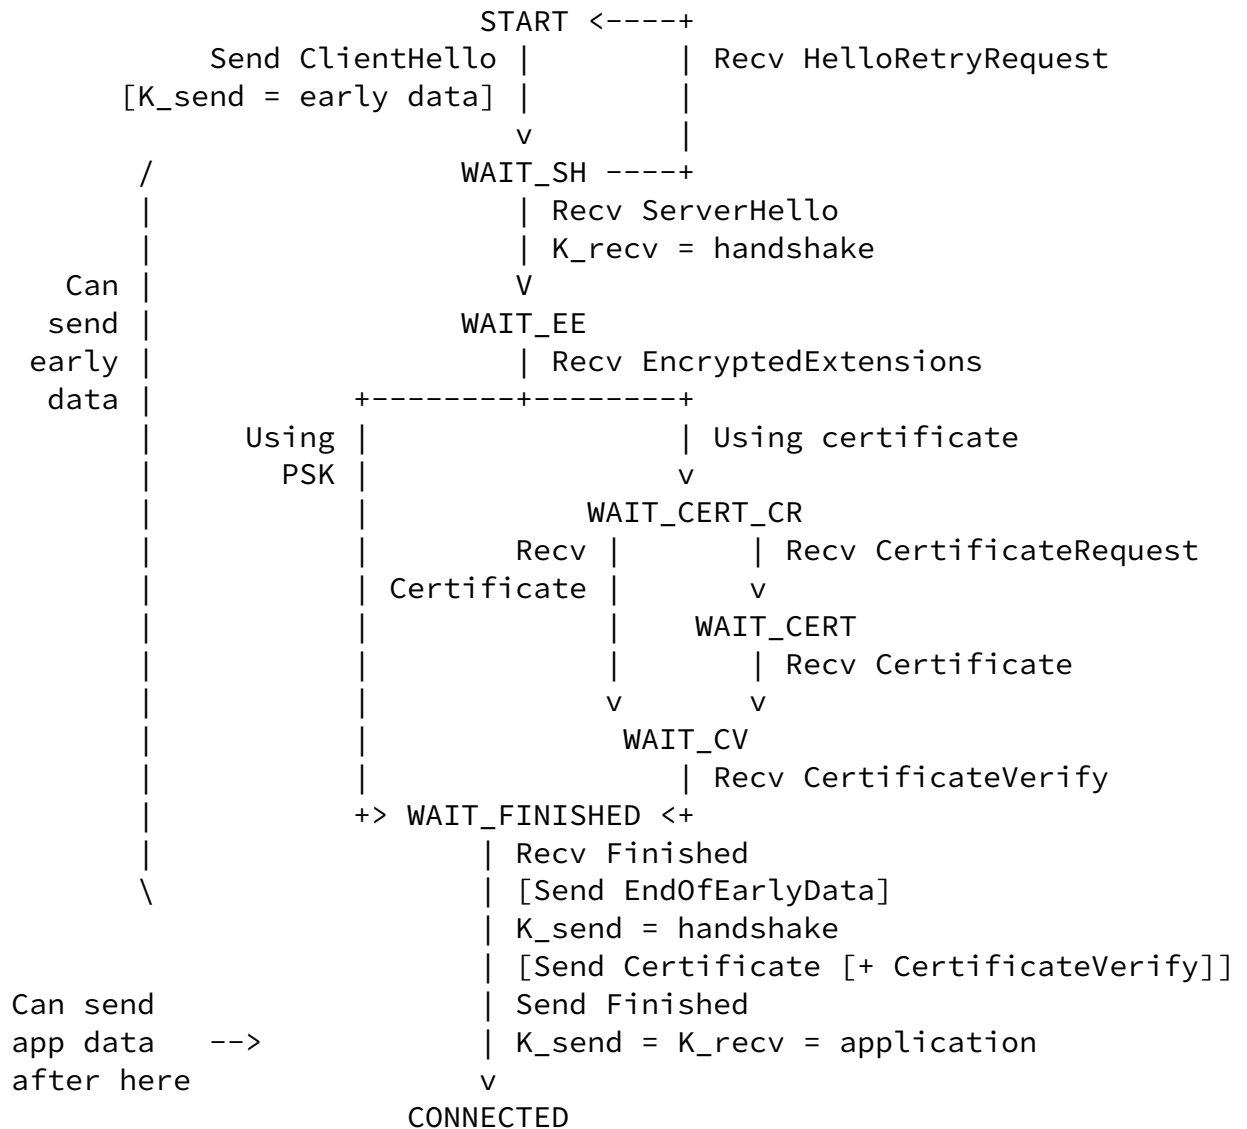 START <----+
           Send ClientHello |        | Recv HelloRetryRequest
      [K_send = early data] |        |
                            v        |
       /                 WAIT_SH ----+
       |                    | Recv ServerHello
       |                    | K_recv = handshake
   Can |                    V
  send |                 WAIT_EE
 early |                    | Recv EncryptedExtensions
  data |           +--------+--------+
       |     Using |                 | Using certificate
       |       PSK |                 v
       |           |            WAIT_CERT_CR
       |           |        Recv |       | Recv CertificateRequest
       |           | Certificate |       v
       |           |             |    WAIT_CERT
       |           |             |       | Recv Certificate
       |           |             v       v
       |           |              WAIT_CV
       |           |                 | Recv CertificateVerify
       |           +> WAIT_FINISHED <+
       |                  | Recv Finished
       \                  | [Send EndOfEarlyData]
                          | K_send = handshake
                          | [Send Certificate [+ CertificateVerify]]
Can send                  | Send Finished
app data   -->            | K_send = K_recv = application
after here                v
                      CONNECTED